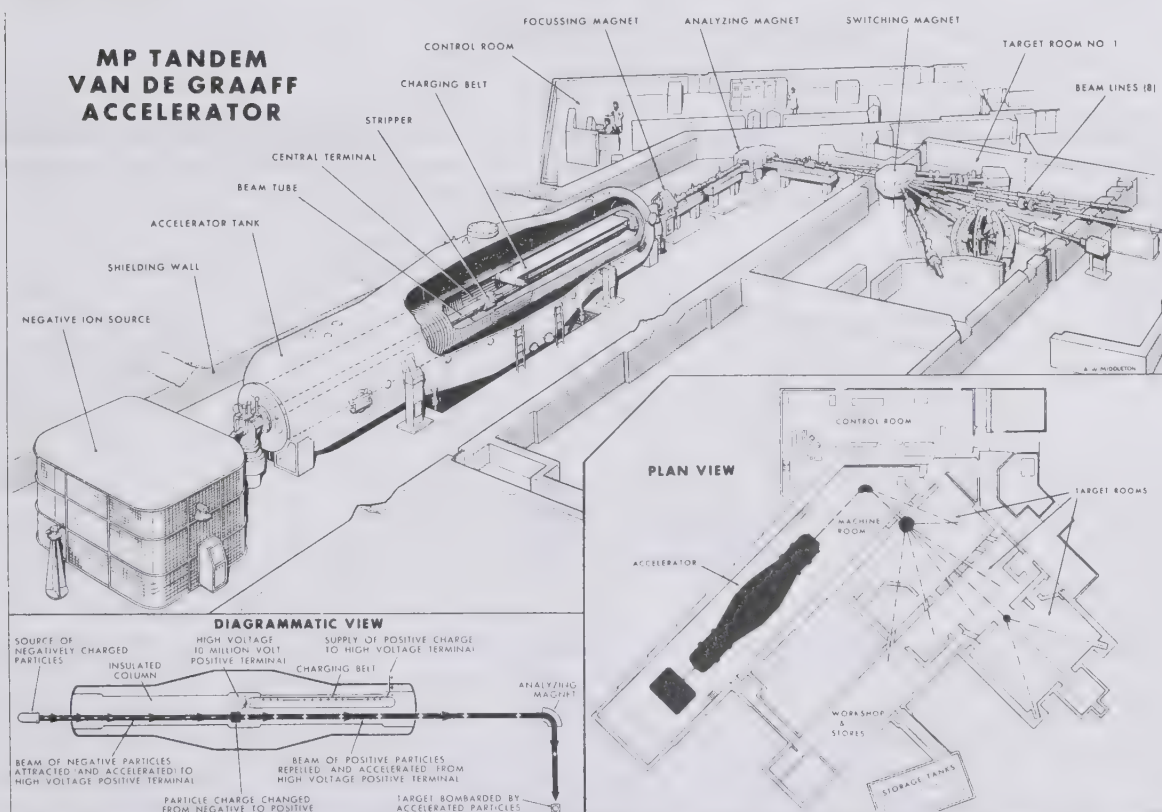 MP TANDEM
VAN DE GRAAFF
ACCELERATOR
FOCUSSING MAGNET
ANALYZING MAGNET
SWITCHING MAGNET
CONTROL ROOM
TARGET ROOM NO 1
CHARGING BELT
BEAM LINES (8)
STRIPPER
CENTRAL TERMINAL
BEAM TUBE
ACCELERATOR TANK
SHIELDING WALL
NEGATIVE ION SOURCE
A W MIDDLETON
PLAN VIEW
CONTROL ROOM
TARGET ROOMS
MACHINE
ROOM
ACCELERATOR
WORKSHOP
&
STORES
STORAGE TANKS
DIAGRAMMATIC VIEW
SOURCE OF
NEGATIVELY CHARGED
PARTICLES
INSULATED
COLUMN
HIGH VOLTAGE
10 MILLION VOLT
POSITIVE TERMINAL
SUPPLY OF POSITIVE CHARGE
TO HIGH VOLTAGE TERMINAL
CHARGING BELT
ANALYZING
MAGNET
BEAM OF NEGATIVE PARTICLES
ATTRACTED (AND ACCELERATED) TO
HIGH VOLTAGE POSITIVE TERMINAL
BEAM OF POSITIVE PARTICLES
REPELLED AND ACCELERATED FROM
HIGH VOLTAGE POSITIVE TERMINAL
PARTICLE CHARGE CHANGED
FROM NEGATIVE TO POSITIVE
TARGET BOMBARDED BY
ACCELERATED PARTICLES